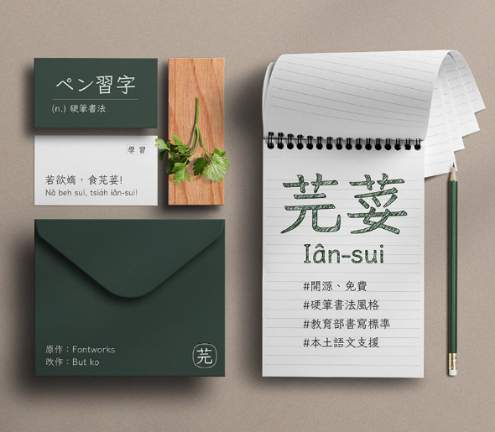 ペン習字
(n.) 硬筆書法
學習
若欲媠，食芫荽!
Nā beh suí, tsia̍h iân-sui!
原作：Fontworks
改作：But ko
芫
芫荽
Iân-sui
#開源、免費
#硬筆書法風格
#教育部書寫標準
#本土語文支援